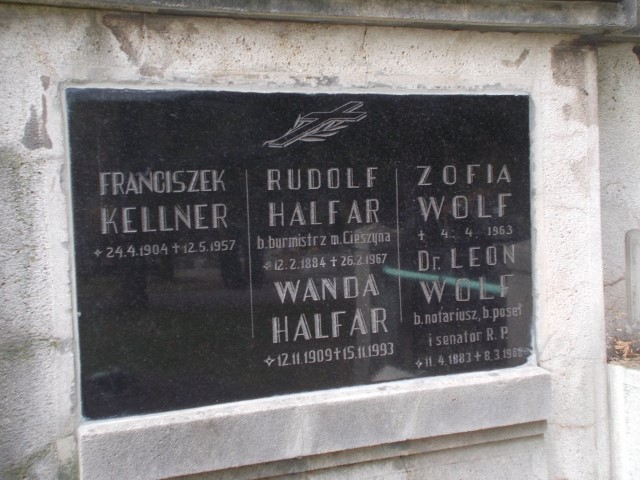 FRANCISZEK
KELLNER
24.4.1904 ✝ 12.5.1957
RUDOLF
HALFAR
b.burmistrz m. Cieszyna
12.2.1884 ✝ 26.2.1967
WANDA
HALFAR
12.11.1909 ✝ 15.11.1993
ZOFIA
WOLF
✝ 4. 4. 1963
Dr. LEON
WOLF
b.notariusz, b.poseł
i senator R.P.
11.4.1883 ✝ 8.3.